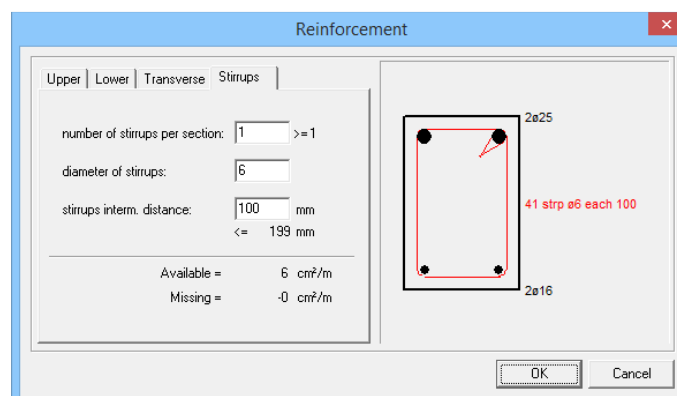 Reinforcement
Upper Lower Transverse Stirrups
number of stirrups per section: 1 >=1
diameter of stirrups: 6
stirrups interm. distance: 100 mm
<= 199 mm
Available = 6 cm²/m
Missing = -0 cm²/m
2ø25
41 strp ø6 each 100
2ø16
OK Cancel